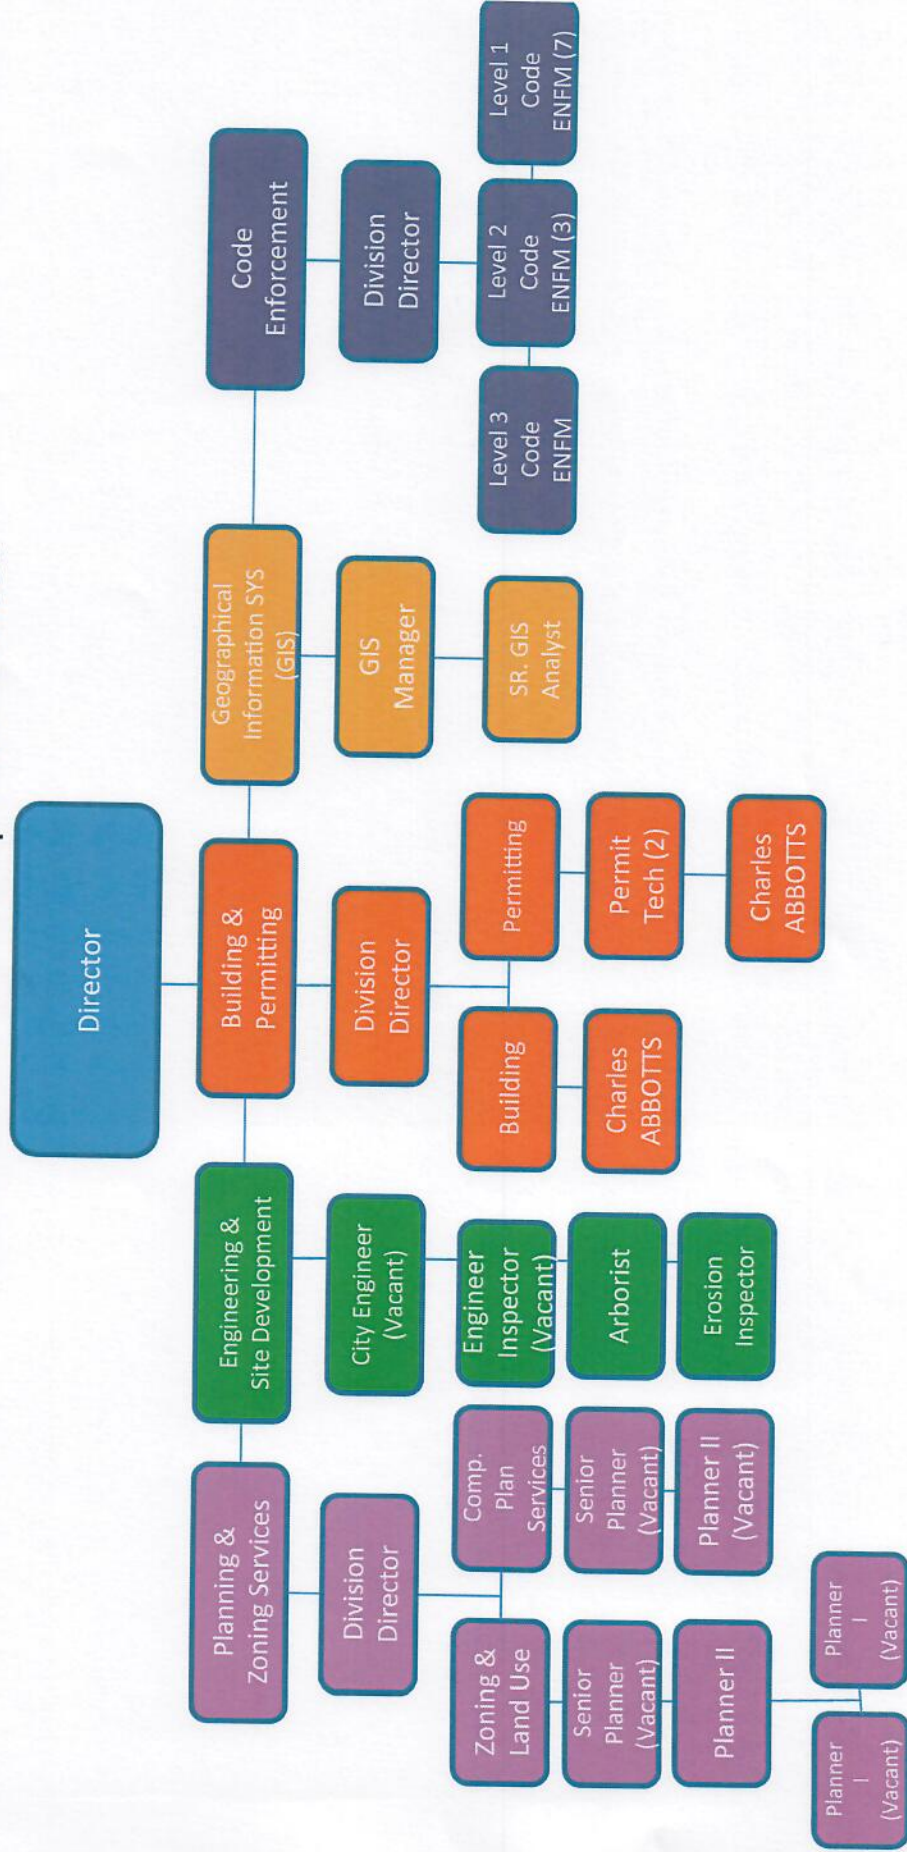 Director
Planning &
Zoning Services
Engineering &
Site Development
Building &
Permitting
Geographical
Information SYS
(GIS)
Code
Enforcement
Division
Director
City Engineer
(Vacant)
Division
Director
GIS
Manager
Division
Director
Zoning &
Land Use
Comp.
Plan
Services
Engineer
Inspector
(Vacant)
Building
Permitting
SR. GIS
Analyst
Level 3
Code
ENFM
Level 2
Code
ENFM (3)
Level 1
Code
ENFM (7)
Senior
Planner
(Vacant)
Senior
Planner
(Vacant)
Arborist
Charles
ABBOTTS
Permit
Tech (2)
Planner II
Planner II
(Vacant)
Erosion
Inspector
Charles
ABBOTTS
Planner
I
(Vacant)
Planner
I
(Vacant)